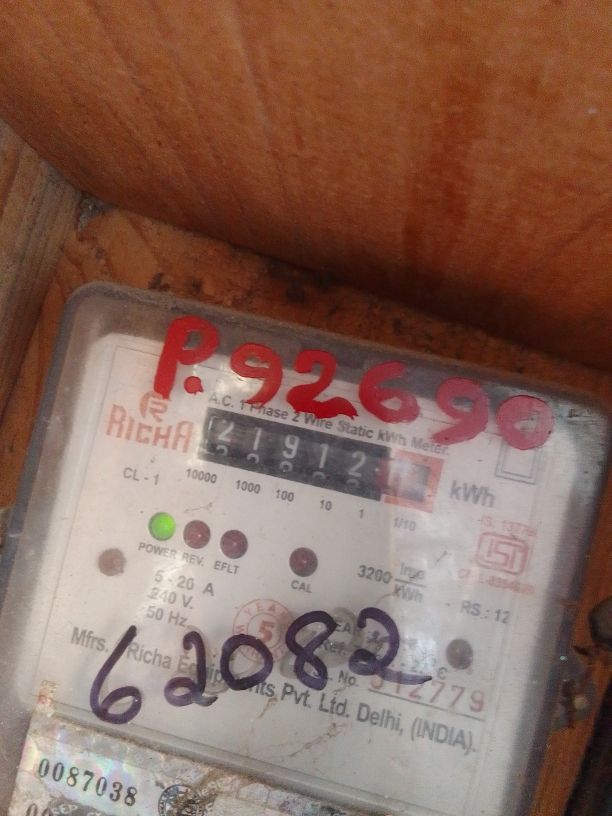 P.92690
A.C. 1 Phase 2 Wire Static kWh Meter.
RICHA
21912
kWh
CL-1
10000 1000 100 10 1 1/10
POWER REV. EFLT
CAL
3200 Imp/kWh
RS : 12
5 - 20 A
240 V.
50 Hz.
62082
Mfrs. Richa Equipments Pvt. Ltd. Delhi, (INDIA).
0087038